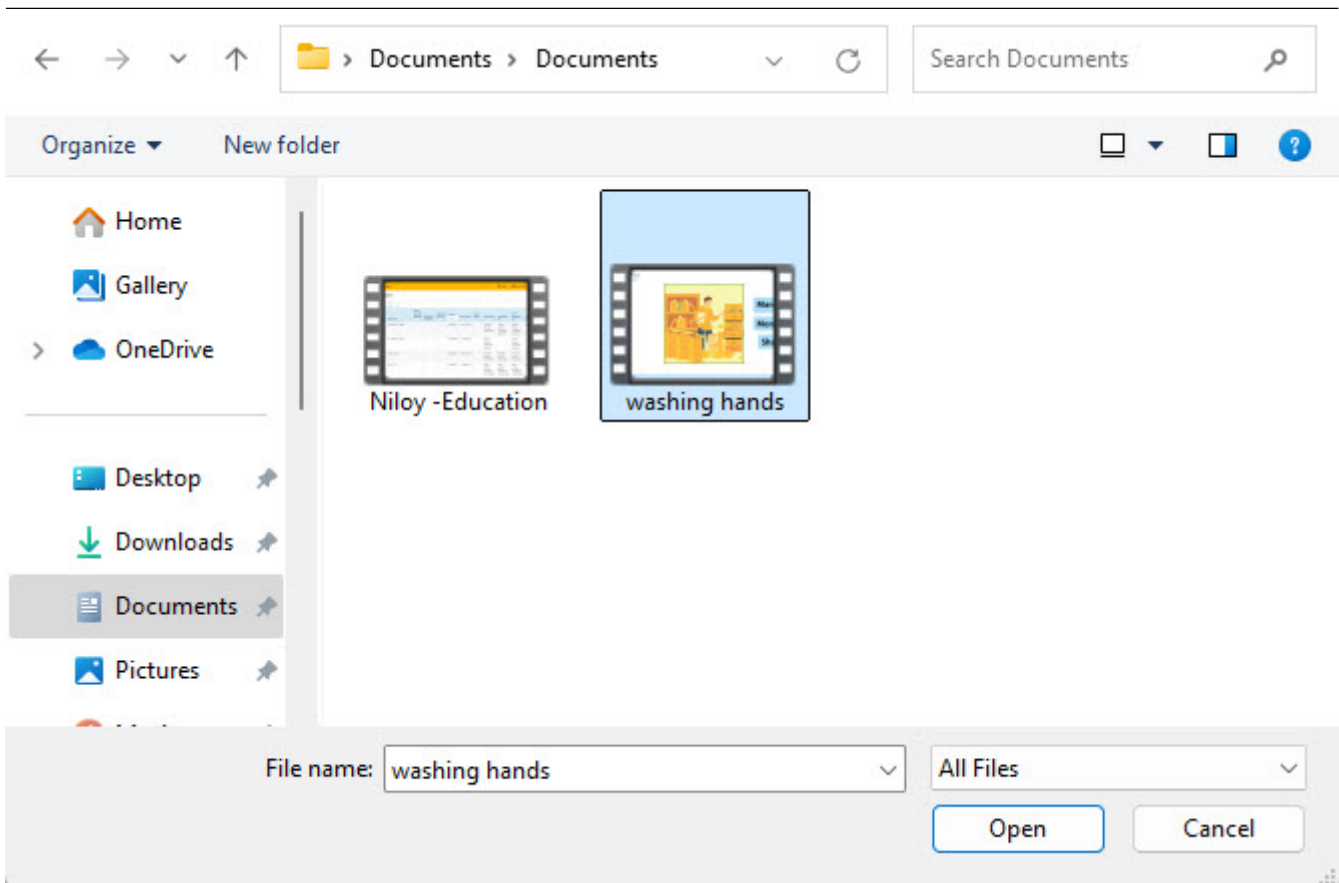 Documents > Documents
Search Documents
Organize
New folder
Home
Gallery
OneDrive
Desktop
Downloads
Documents
Pictures
Niloy -Education
washing hands
File name: washing hands
All Files
Open
Cancel